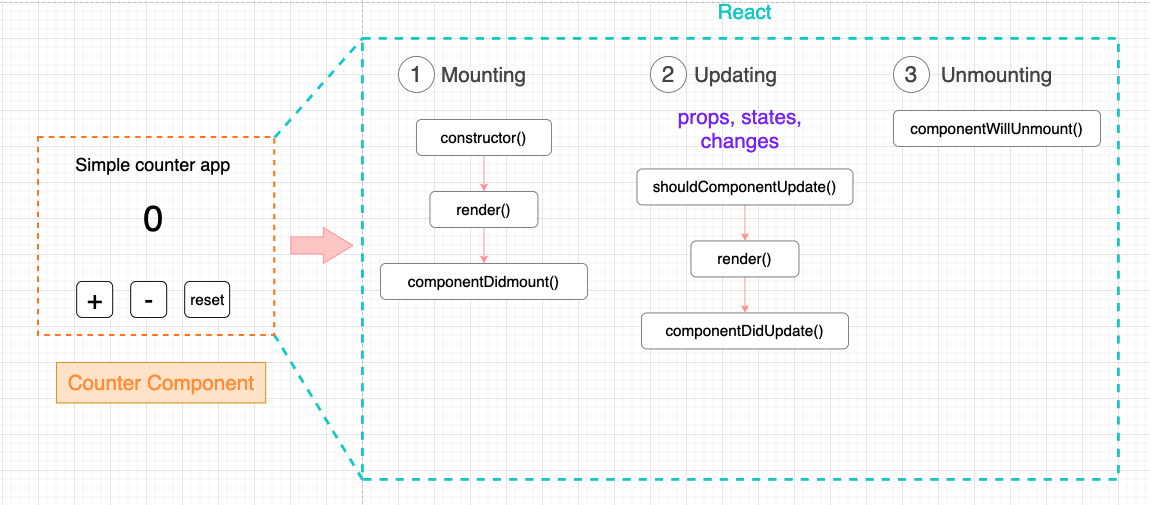 React
1 Mounting
constructor()
render()
componentDidmount()
2 Updating
props, states,
changes
shouldComponentUpdate()
render()
componentDidUpdate()
3 Unmounting
componentWillUnmount()
Simple counter app
0
+ - reset
Counter Component